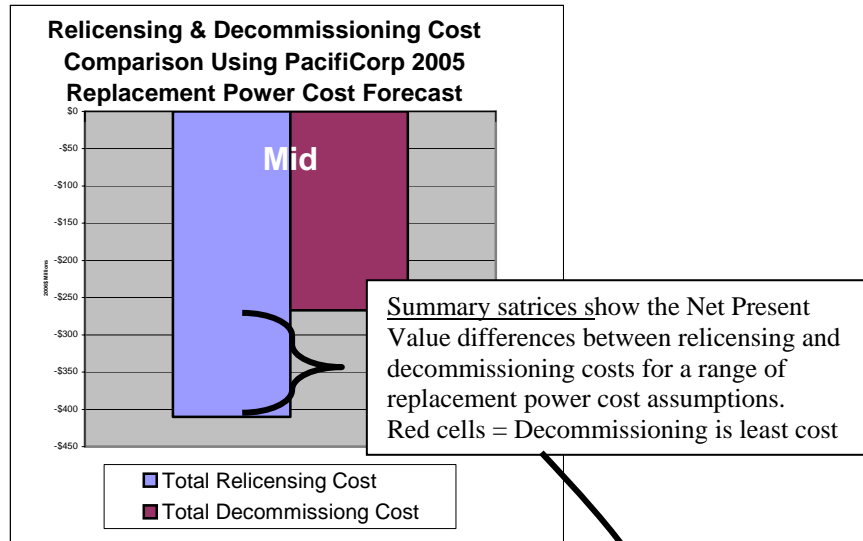 Relicensing & Decommissioning Cost
Comparison Using PacifiCorp 2005
Replacement Power Cost Forecast
$0
-$50
-$100
-$150
-$200
-$250
-$300
-$350
-$400
-$450
2006$Millions
Mid
Summary satrices show the Net Present
Value differences between relicensing and
decommissioning costs for a range of
replacement power cost assumptions.
Red cells = Decommissioning is least cost
Total Relicensing Cost
Total Decommissiong Cost